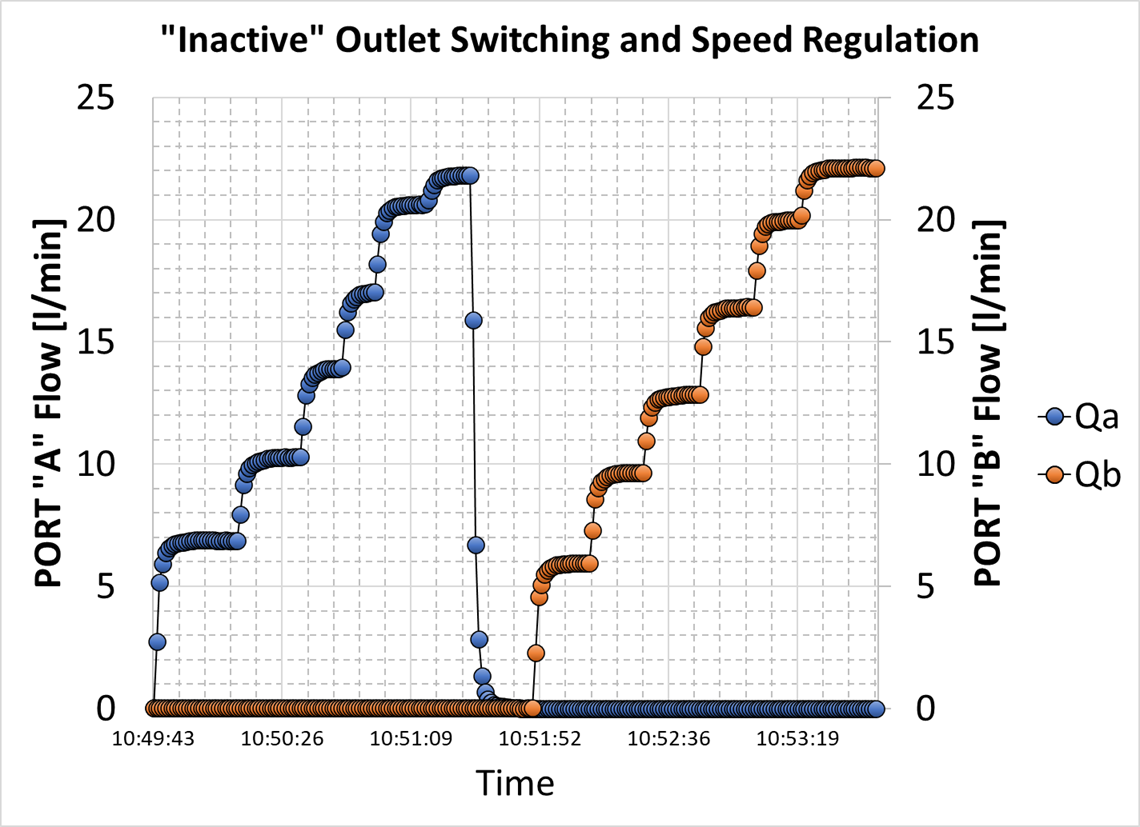 "Inactive" Outlet Switching and Speed Regulation
PORT "A" Flow [l/min]
25
20
15
10
5
0
25
20
15
10
5
0
PORT "B" Flow [l/min]
Qa
Qb
10:49:43 10:50:26 10:51:09 10:51:52 10:52:36 10:53:19
Time